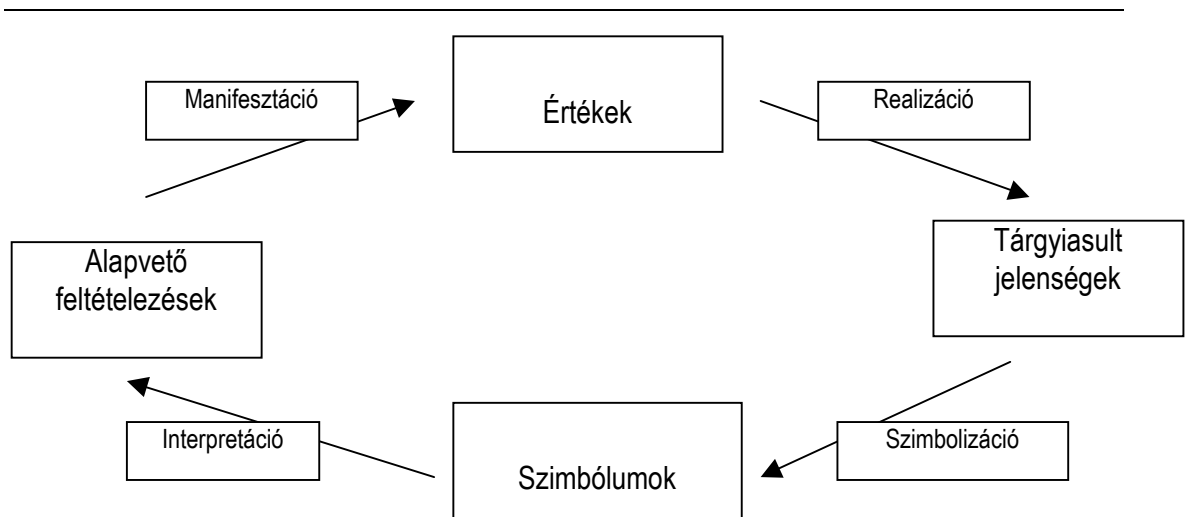 Manifesztáció
Értékek
Realizáció
Alapvető
feltételezések
Tárgyiasult
jelenségek
Interpretáció
Szimbólumok
Szimbolizáció